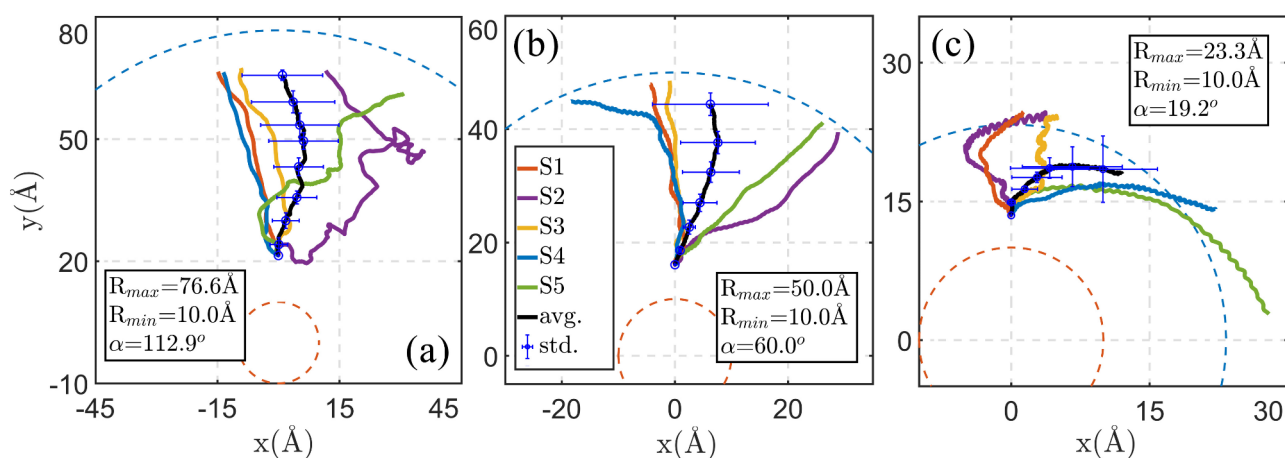 80
50
20
-10
-45
-15
15
45
y(Å)
x(Å)
R_max=76.6Å
R_min=10.0Å
α=112.9°
(a)
60
40
20
0
-20
0
20
x(Å)
(b)
S1
S2
S3
S4
S5
avg.
std.
R_max=50.0Å
R_min=10.0Å
α=60.0°
(c)
30
15
0
0
15
30
x(Å)
R_max=23.3Å
R_min=10.0Å
α=19.2°